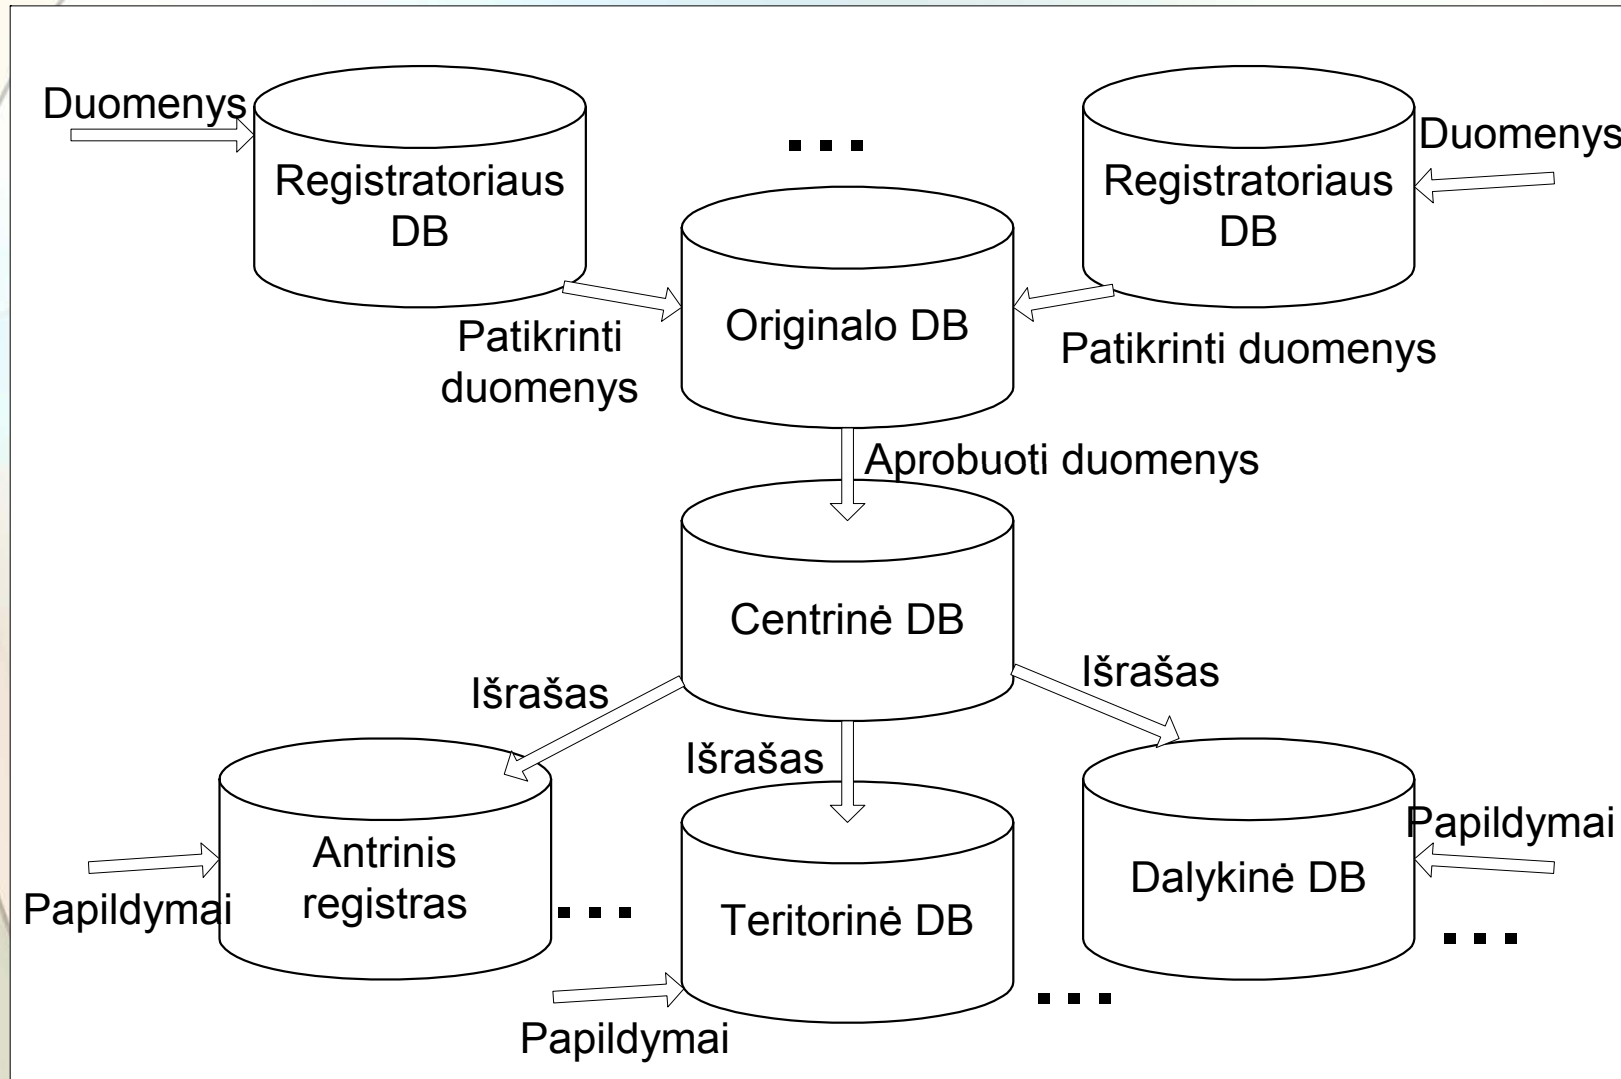 Duomenys
Registratoriaus
DB
...
Registratoriaus
DB
Duomenys
Patikrinti
duomenys
Originalo DB
Patikrinti duomenys
Aprobuoti duomenys
Centrinė DB
Išrašas
Išrašas
Išrašas
Antrinis
registras
Papildymai
...
Teritorinė DB
Papildymai
...
Dalykinė DB
Papildymai
...